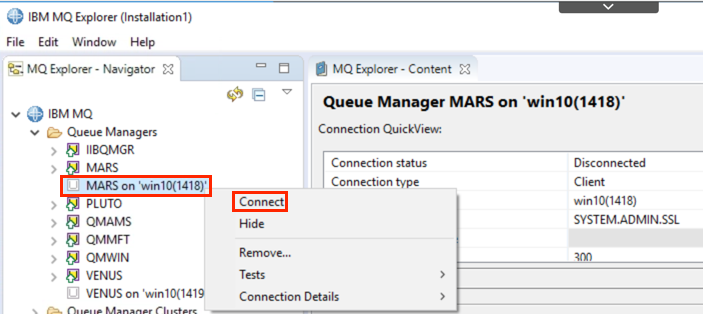 IBM MQ Explorer (Installation1)
File Edit Window Help
MQ Explorer - Navigator
IBM MQ
Queue Managers
IIBQMGR
MARS
MARS on 'win10(1418)'
PLUTO
QMAMS
QMMFT
QMWIN
VENUS
VENUS on 'win10(1419
Queue Manager Clusters
Connect
Hide
Remove...
Tests
Connection Details
MQ Explorer - Content
Queue Manager MARS on 'win10(1418)'
Connection QuickView:
Connection status Disconnected
Connection type Client
win10(1418)
SYSTEM.ADMIN.SSL
300